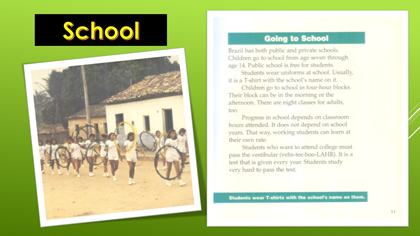 School
Going to School
Brazil has both public and private schools.
Children go to school from age seven through
age 14. Public school is free for students.
Students wear uniforms at school. Usually,
it is a T-shirt with the school's name on it.
Children go to school in four-hour blocks.
Their block can be in the morning or the
afternoon. There are night classes for adults,
too.
Progress in school depends on classroom
hours attended. It does not depend on school
years. That way, working students can learn at
their own rate.
Students who want to attend college must
pass the vestibular (vehs-tee-boo-LAHR). It is a
test that is given every year. Students study
very hard to pass the test.
Students wear T-shirts with the school's name on them.
11